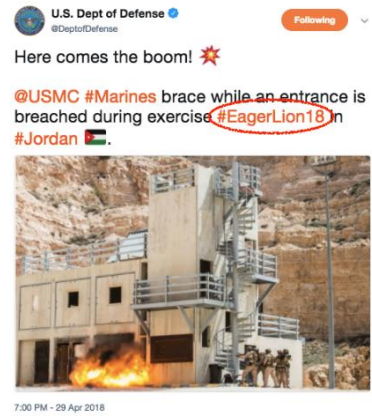 U.S. Dept of Defense
@DeptofDefense
Following
Here comes the boom! 💥
@USMC #Marines brace while an entrance is
breached during exercise #EagerLion18 in
#Jordan 🇯🇴.
7:00 PM - 29 Apr 2018